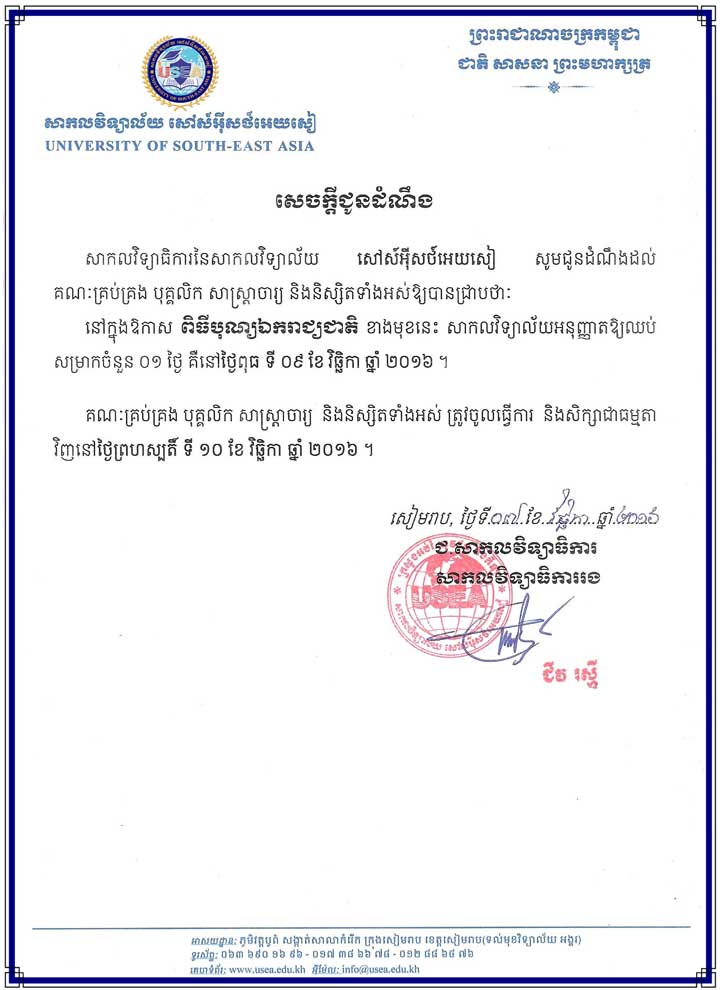 ព្រះរាជាណាចក្រកម្ពុជា
ជាតិ សាសនា ព្រះមហាក្សត្រ
USEA
UNIVERSITY OF SOUTH-EAST ASIA
សាកលវិទ្យាល័យ សៅស៍អ៊ីសថ៍អេយសៀ
UNIVERSITY OF SOUTH-EAST ASIA
សេចក្តីជូនដំណឹង
សាកលវិទ្យាធិការនៃសាកលវិទ្យាល័យ សៅស៍អ៊ីសថ៍អេយសៀ សូមជូនដំណឹងដល់
គណៈគ្រប់គ្រង បុគ្គលិក សាស្ត្រាចារ្យ និងនិស្សិតទាំងអស់ឱ្យបានជ្រាបថាៈ
នៅក្នុងឱកាស ពិធីបុណ្យឯករាជ្យជាតិ ខាងមុខនេះ សាកលវិទ្យាល័យអនុញ្ញាតឱ្យឈប់
សម្រាកចំនួន ០១ ថ្ងៃ គឺនៅថ្ងៃពុធ ទី ០៩ ខែ វិច្ឆិកា ឆ្នាំ ២០១៦ ។
គណៈគ្រប់គ្រង បុគ្គលិក សាស្ត្រាចារ្យ និងនិស្សិតទាំងអស់ ត្រូវចូលធ្វើការ និងសិក្សាជាធម្មតា
វិញនៅថ្ងៃព្រហស្បតិ៍ ទី ១០ ខែ វិច្ឆិកា ឆ្នាំ ២០១៦ ។
សៀមរាប, ថ្ងៃទី.០៧.ខែ.វិច្ឆិកា..ឆ្នាំ.២០១៦
ជ.សាកលវិទ្យាធិការ
សាកលវិទ្យាធិការរង
USEA
ជីវ រស្មី
អាសយដ្ឋាន: ភូមិវត្តបូព៌ សង្កាត់សាលាកំរើក ក្រុងសៀមរាប ខេត្តសៀមរាប(ទល់មុខវិទ្យាល័យ អង្គរ)
ទូរស័ព្ទ: ០៦៣ ៦៩០ ១៦ ៩៦ - ០១៧ ៣៨ ៦៦ ៧៨ - ០១២ ៨៨ ៦៤ ៧៦
គេហទំព័រ: www.usea.edu.kh អ៊ីម៉ែល: info@usea.edu.kh